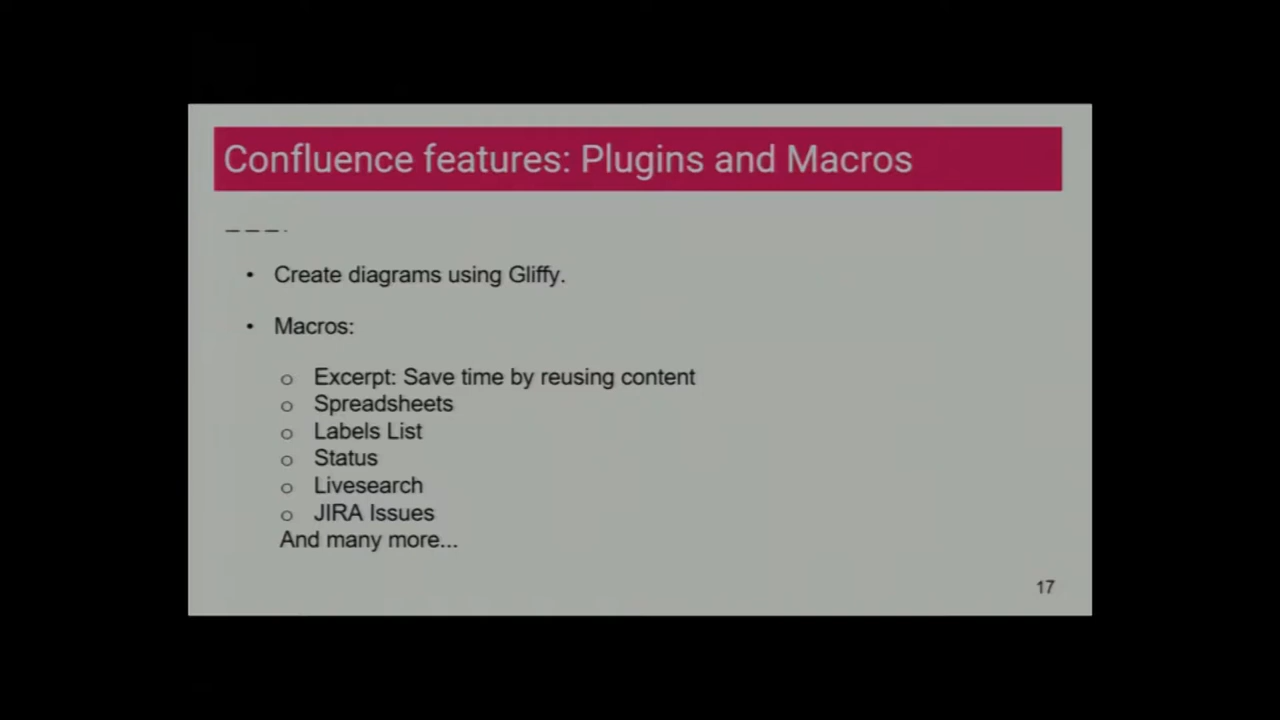 Confluence features: Plugins and Macros
• Create diagrams using Gliffy.
• Macros:
o Excerpt: Save time by reusing content
o Spreadsheets
o Labels List
o Status
o Livesearch
o JIRA Issues
And many more...
17